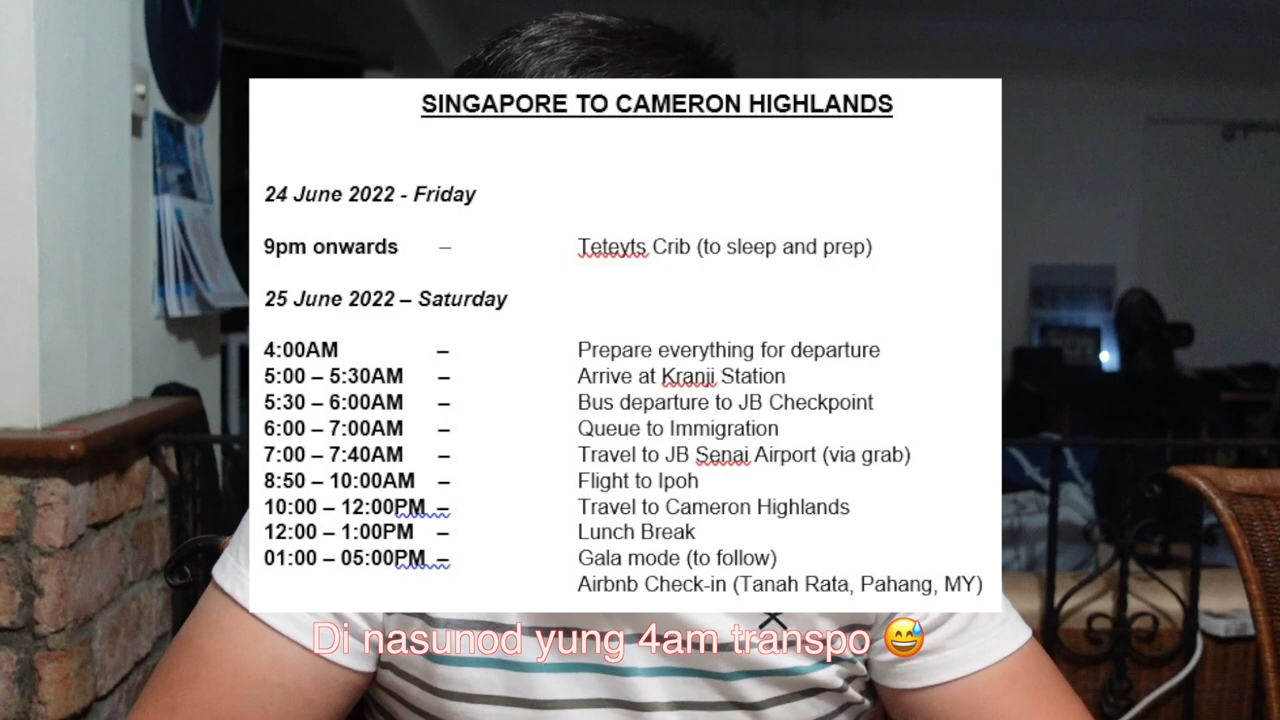 SINGAPORE TO CAMERON HIGHLANDS
24 June 2022 - Friday
9pm onwards – Teteyts Crib (to sleep and prep)
25 June 2022 – Saturday
4:00AM – Prepare everything for departure
5:00 – 5:30AM – Arrive at Kranji Station
5:30 – 6:00AM – Bus departure to JB Checkpoint
6:00 – 7:00AM – Queue to Immigration
7:00 – 7:40AM – Travel to JB Senai Airport (via grab)
8:50 – 10:00AM – Flight to Ipoh
10:00 – 12:00PM – Travel to Cameron Highlands
12:00 – 1:00PM – Lunch Break
01:00 – 05:00PM – Gala mode (to follow)
Airbnb Check-in (Tanah Rata, Pahang, MY)
Di nasunod yung 4am transpo 😅